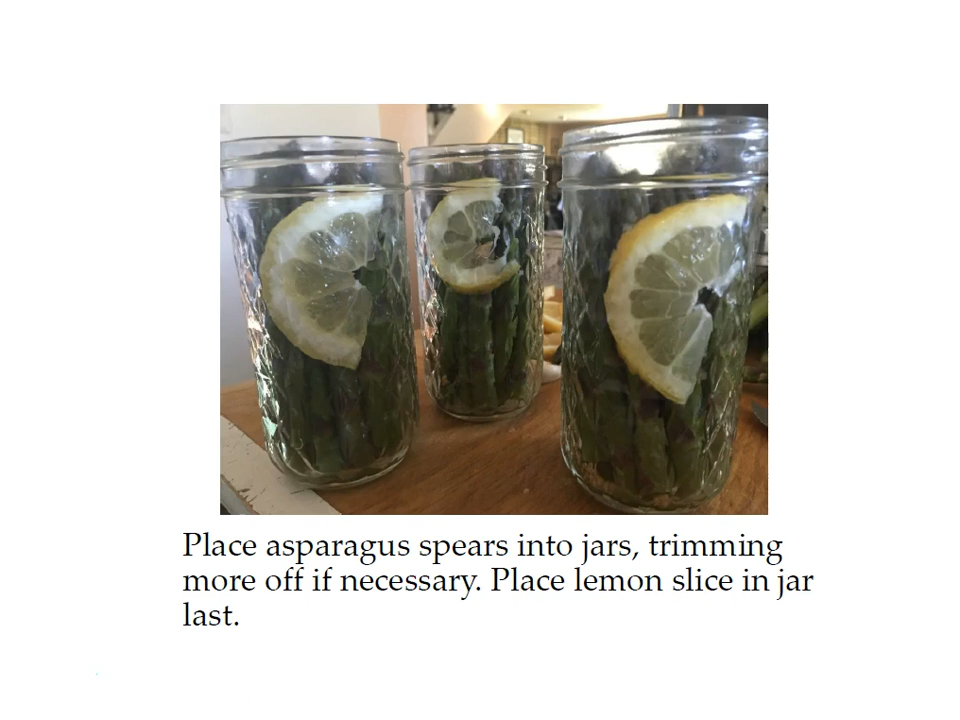 Place asparagus spears into jars, trimming
more off if necessary. Place lemon slice in jar
last.